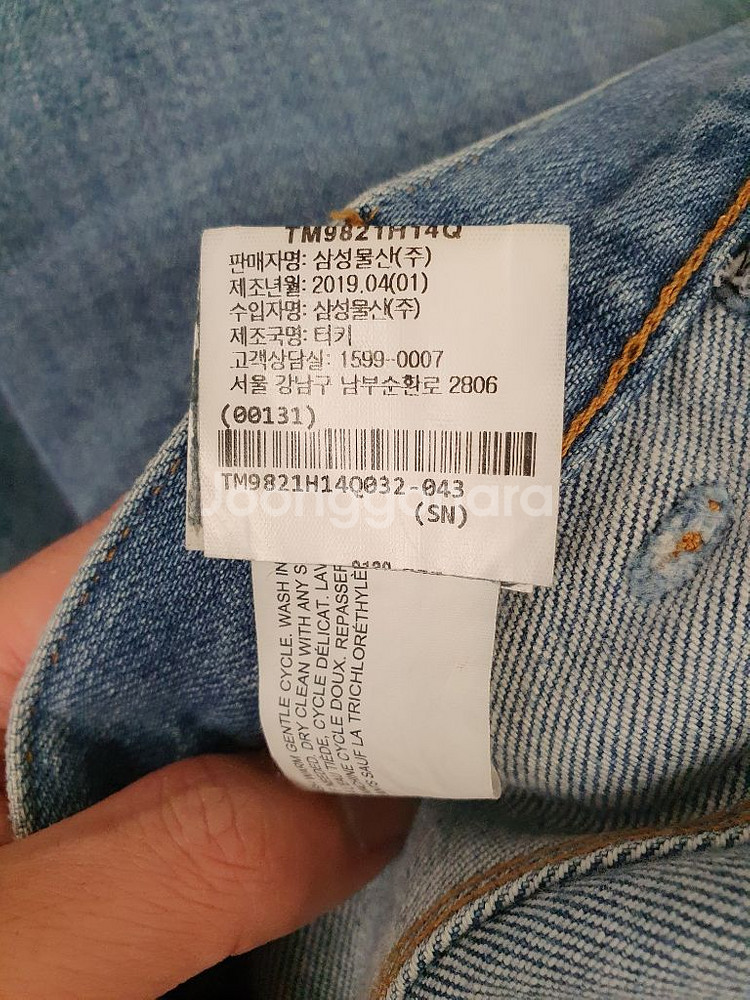 TM9821H14Q
판매자명: 삼성물산(주)
제조년월: 2019.04(01)
수입자명: 삼성물산(주)
제조국명: 터키
고객상담실: 1599-0007
서울 강남구 남부순환로 2806
(00131)
TM9821H14Q032-043
(SN)
Joonggonara
GENTLE CYCLE. WASH IN
DRY CLEAN WITH ANY S
TIÈDE, CYCLE DÉLICAT. LAV
CYCLE DOUX. REPASSER
SAUF LA TRICHLORÉTHYLÈ